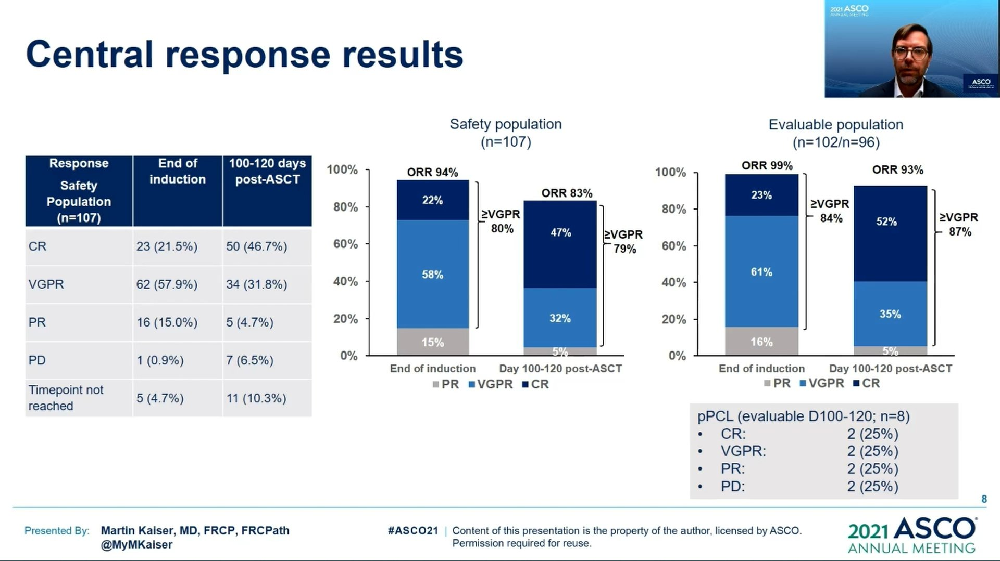 Central response results
2021 ASCO
ANNUAL MEETING
ASCO
Response
Safety
Population
(n=107)
End of
induction
100-120 days
post-ASCT
CR
23 (21.5%)
50 (46.7%)
VGPR
62 (57.9%)
34 (31.8%)
PR
16 (15.0%)
5 (4.7%)
PD
1 (0.9%)
7 (6.5%)
Timepoint not
reached
5 (4.7%)
11 (10.3%)
Safety population
(n=107)
100%
80%
60%
40%
20%
0%
ORR 94%
22%
58%
15%
≥VGPR
80%
ORR 83%
47%
32%
5%
≥VGPR
79%
End of induction
Day 100-120 post-ASCT
PR VGPR CR
Evaluable population
(n=102/n=96)
100%
80%
60%
40%
20%
0%
ORR 99%
23%
61%
16%
≥VGPR
84%
ORR 93%
52%
35%
5%
≥VGPR
87%
End of induction
Day 100-120 post-ASCT
PR VGPR CR
pPCL (evaluable D100-120; n=8)
• CR: 2 (25%)
• VGPR: 2 (25%)
• PR: 2 (25%)
• PD: 2 (25%)
8
Presented By: Martin Kaiser, MD, FRCP, FRCPath
@MyMKaiser
#ASCO21 | Content of this presentation is the property of the author, licensed by ASCO.
Permission required for reuse.
2021 ASCO®
ANNUAL MEETING